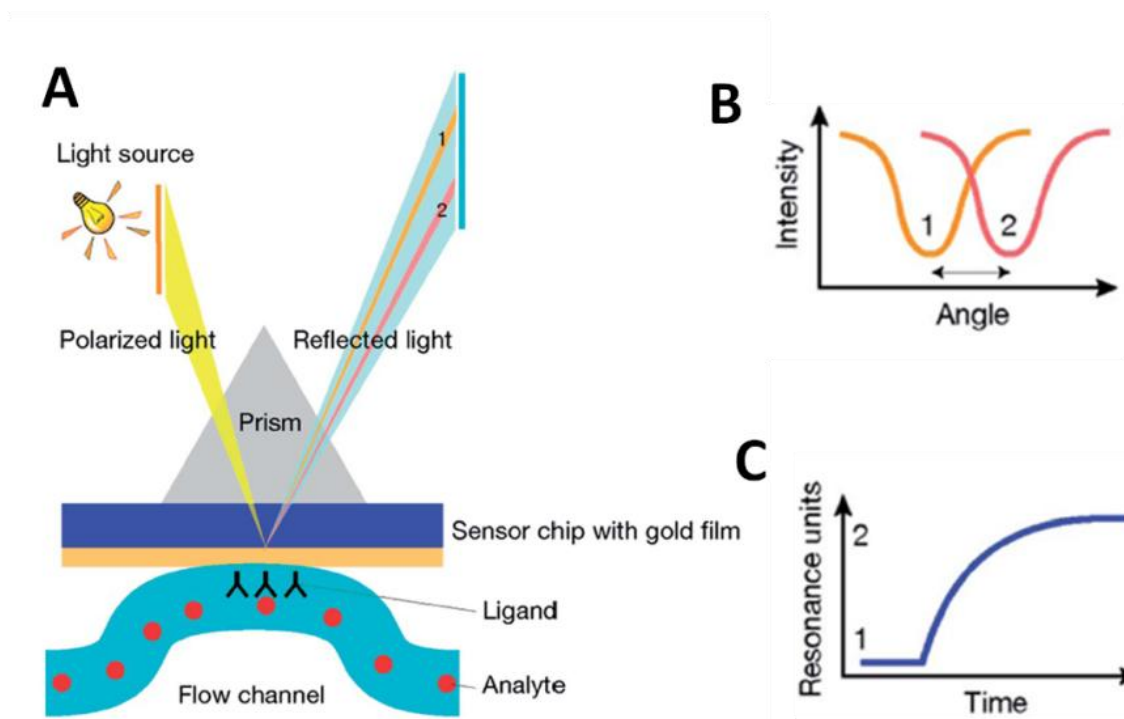 A
Light source
1
2
Polarized light
Reflected light
Prism
Sensor chip with gold film
Ligand
Analyte
Flow channel
B
Intensity
1
2
Angle
C
Resonance units
2
1
Time